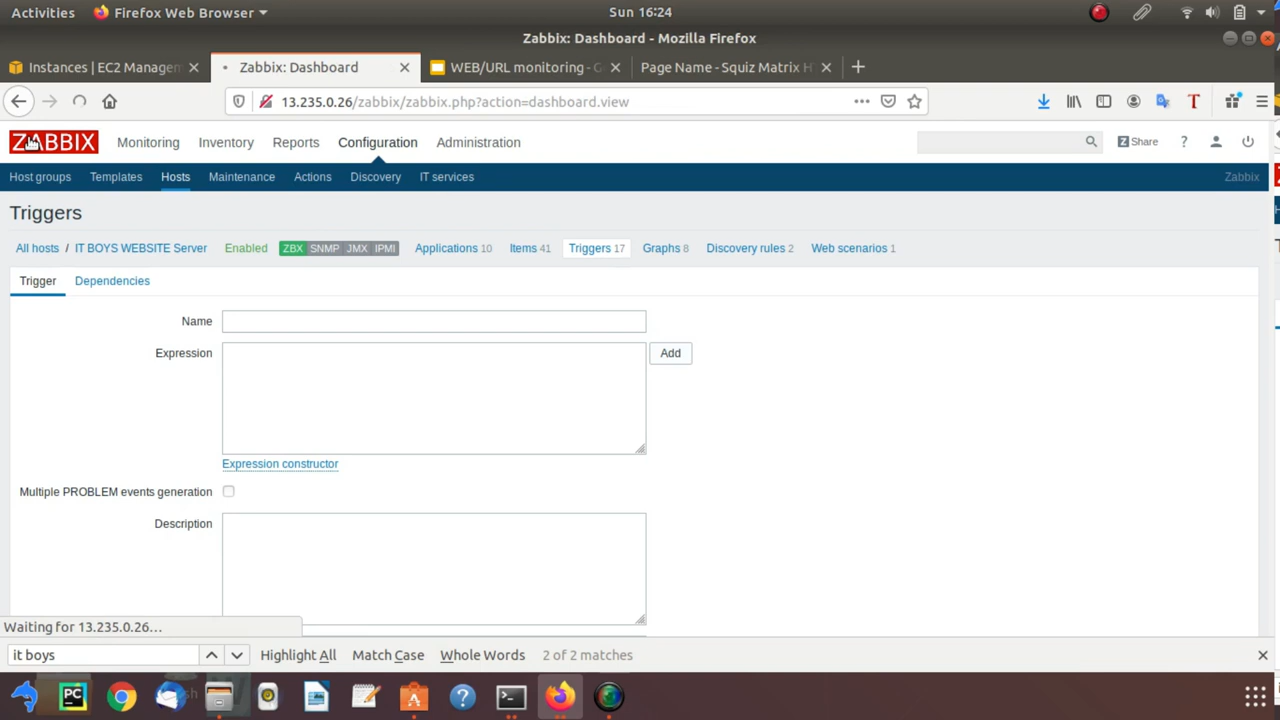 Activities Firefox Web Browser Sun 16:24
Zabbix: Dashboard - Mozilla Firefox
Instances | EC2 Managem Zabbix: Dashboard WEB/URL monitoring - G Page Name - Squiz Matrix H
13.235.0.26/zabbix/zabbix.php?action=dashboard.view
ZABBIX Monitoring Inventory Reports Configuration Administration Z Share ?
Host groups Templates Hosts Maintenance Actions Discovery IT services Zabbix
Triggers
All hosts / IT BOYS WEBSITE Server Enabled ZBX SNMP JMX IPMI Applications 10 Items 41 Triggers 17 Graphs 8 Discovery rules 2 Web scenarios 1
Trigger Dependencies
Name
Expression Add
Expression constructor
Multiple PROBLEM events generation
Description
Waiting for 13.235.0.26…
it boys Highlight All Match Case Whole Words 2 of 2 matches
PC